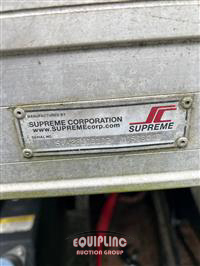 MANUFACTURED BY
SUPREME CORPORATION
www.SUPREMEcorp.com
SERIAL NO.
SUPREME
EQUIPLINC
AUCTION GROUP